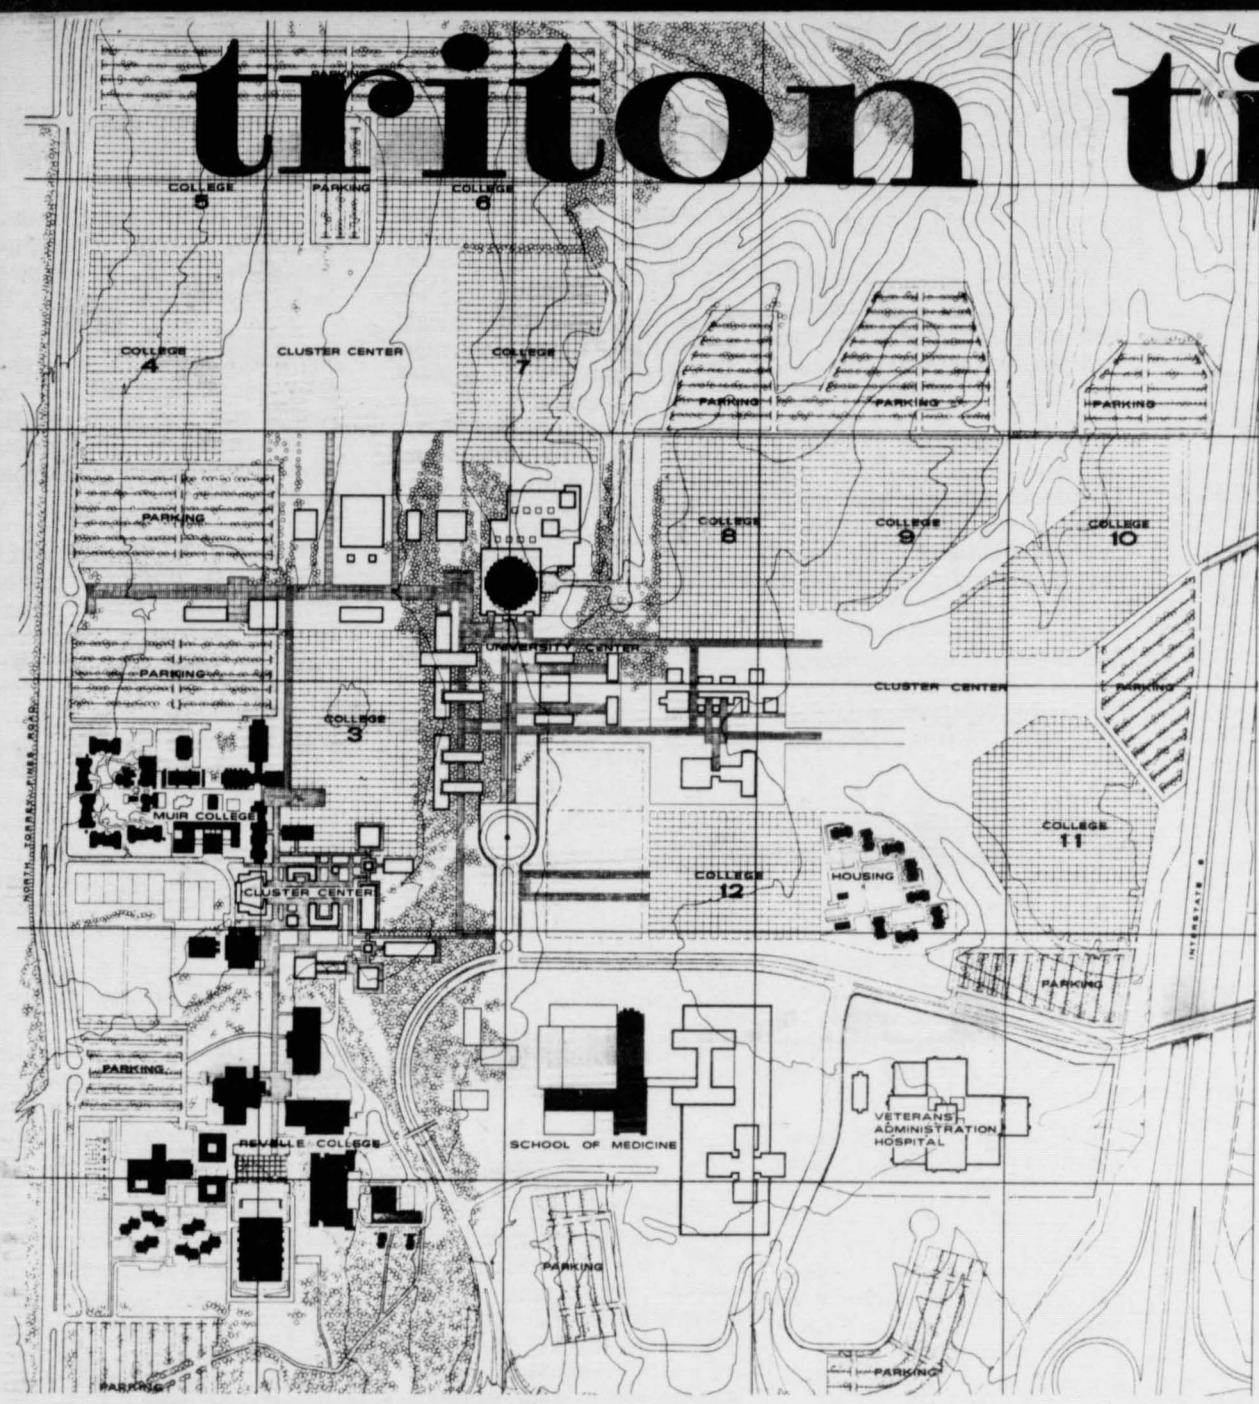 triton ti
PARKING
COLLEGE
5
PARKING
COLLEGE
6
COLLEGE
4
CLUSTER CENTER
COLLEGE
7
PARKING
PARKING
PARKING
PARKING
COLLEGE
8
COLLEGE
9
COLLEGE
10
UNIVERSITY CENTER
PARKING
COLLEGE
3
CLUSTER CENTER
PARKING
NORTH TORREY PINES ROAD
MUIR COLLEGE
CLUSTER CENTER
COLLEGE
12
HOUSING
COLLEGE
11
INTERSTATE 5
PARKING
PARKING
REVELLE COLLEGE
SCHOOL OF MEDICINE
VETERANS
ADMINISTRATION
HOSPITAL
PARKING
PARKING
PARKING